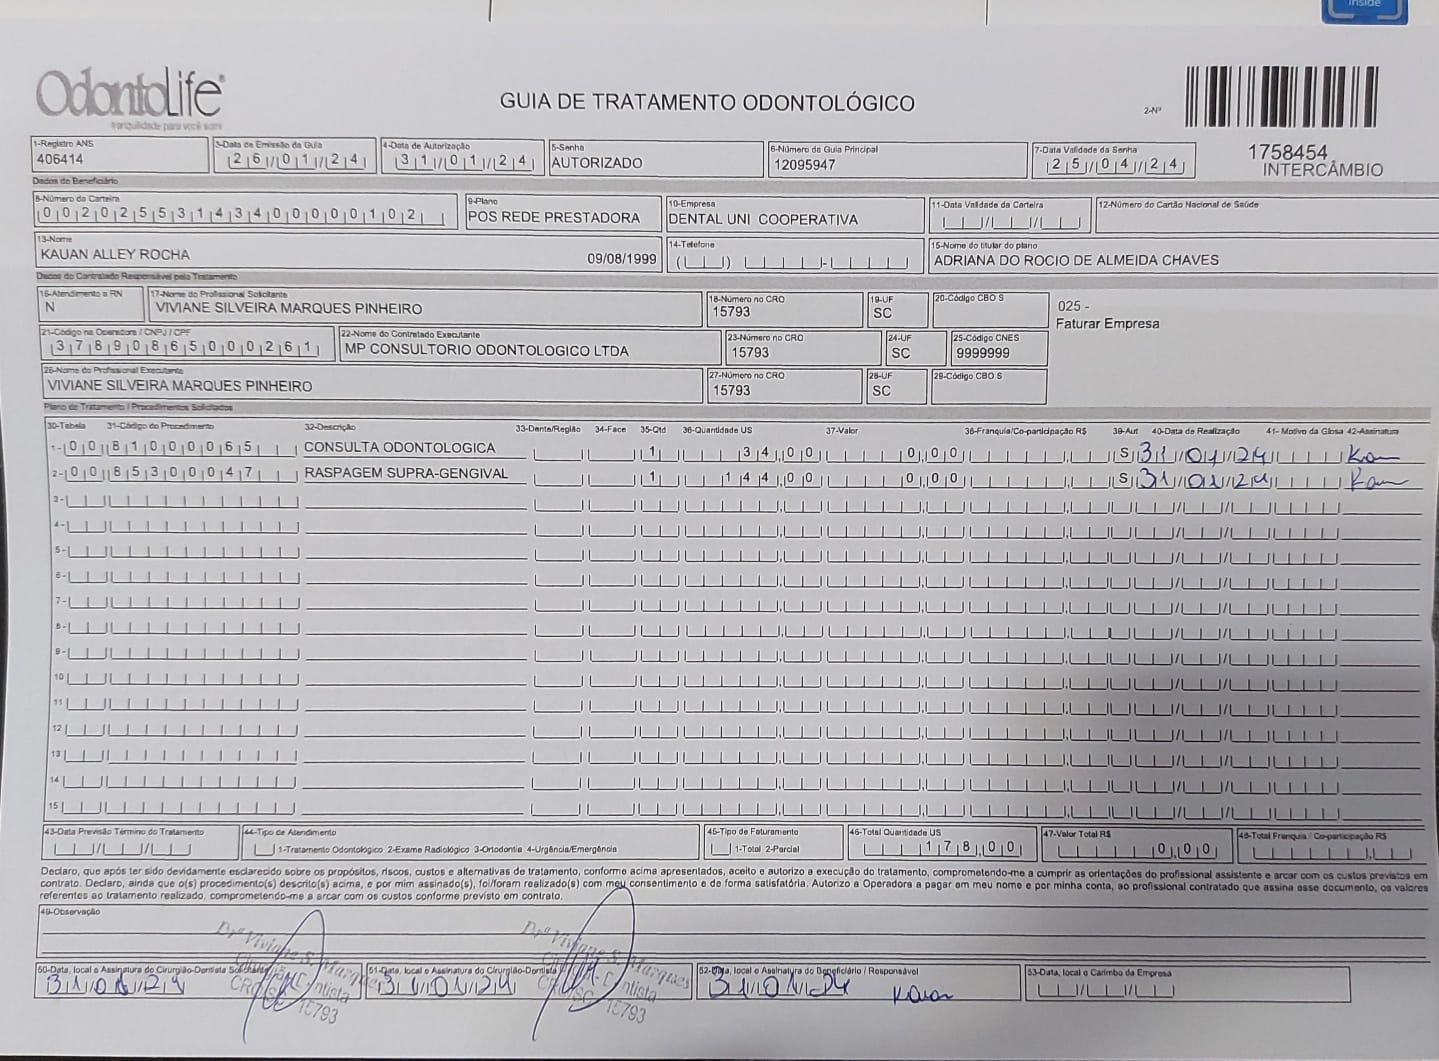 inside
OdontoLife®
tranquilidade para você sorrir
GUIA DE TRATAMENTO ODONTOLÓGICO
2-Nº
1758454
INTERCÂMBIO
1-Registro ANS
406414
3-Data de Emissão da Guia
26/01/24
4-Data de Autorização
31/01/24
5-Senha
AUTORIZADO
6-Número da Guia Principal
12095947
7-Data Validade da Senha
25/04/24
Dados do Beneficiário
8-Número da Carteira
00202553143400000102
9-Plano
POS REDE PRESTADORA
10-Empresa
DENTAL UNI COOPERATIVA
11-Data Validade da Carteira
12-Número do Cartão Nacional de Saúde
13-Nome
KAUAN ALLEY ROCHA 09/08/1999
14-Telefone
15-Nome do titular do plano
ADRIANA DO ROCIO DE ALMEIDA CHAVES
Dados do Contratado Responsável pelo Tratamento
16-Atendimento a RN
N
17-Nome do Profissional Solicitante
VIVIANE SILVEIRA MARQUES PINHEIRO
18-Número no CRO
15793
19-UF
SC
20-Código CBO S
025 -
Faturar Empresa
21-Código na Operadora / CNPJ / CPF
37890865000261
22-Nome do Contratado Executante
MP CONSULTORIO ODONTOLOGICO LTDA
23-Número no CRO
15793
24-UF
SC
25-Código CNES
9999999
26-Nome do Profissional Executante
VIVIANE SILVEIRA MARQUES PINHEIRO
27-Número no CRO
15793
28-UF
SC
29-Código CBO S
Plano de Tratamento / Procedimentos Solicitados
30-Tabela 31-Código do Procedimento 32-Descrição 33-Dente/Região 34-Face 35-Qtd 36-Quantidade US 37-Valor 38-Franquia/Co-participação R$ 39-Aut 40-Data de Realização 41- Motivo da Glosa 42-Assinatura
1- 00 81000065 CONSULTA ODONTOLOGICA 1 34,00 0,00 S 31/01/24 Kauan
2- 00 85300047 RASPAGEM SUPRA-GENGIVAL 1 144,00 0,00 S 31/01/24 Kauan
3-
4-
5-
6-
7-
8-
9-
10
11
12
13
14
15
43-Data Previsão Término do Tratamento
44-Tipo de Atendimento
1-Tratamento Odontológico 2-Exame Radiológico 3-Ortodontia 4-Urgência/Emergência
45-Tipo de Faturamento
1-Total 2-Parcial
46-Total Quantidade US
178,00
47-Valor Total R$
0,00
48-Total Franquia / Co-participação R$
Declaro, que após ter sido devidamente esclarecido sobre os propósitos, riscos, custos e alternativas de tratamento, conforme acima apresentados, aceito e autorizo a execução do tratamento, comprometendo-me a cumprir as orientações do profissional assistente e arcar com os custos previstos em
contrato. Declaro, ainda que o(s) procedimento(s) descrito(s) acima, e por mim assinado(s), foi/foram realizado(s) com meu consentimento e de forma satisfatória. Autorizo a Operadora a pagar em meu nome e por minha conta, ao profissional contratado que assina esse documento, os valores
referentes ao tratamento realizado, comprometendo-me a arcar com os custos conforme previsto em contrato.
49-Observação
Drª Viviane S. Marques
CRO/SC 15793
Drª Viviane S. Marques
CRO/SC 15793
50-Data, local e Assinatura do Cirurgião-Dentista Solicitante
31/01/24
51-Data, local e Assinatura do Cirurgião-Dentista
31/01/24
52-Data, local e Assinatura do Beneficiário / Responsável
31/01/24 Kauan
53-Data, local e Carimbo da Empresa